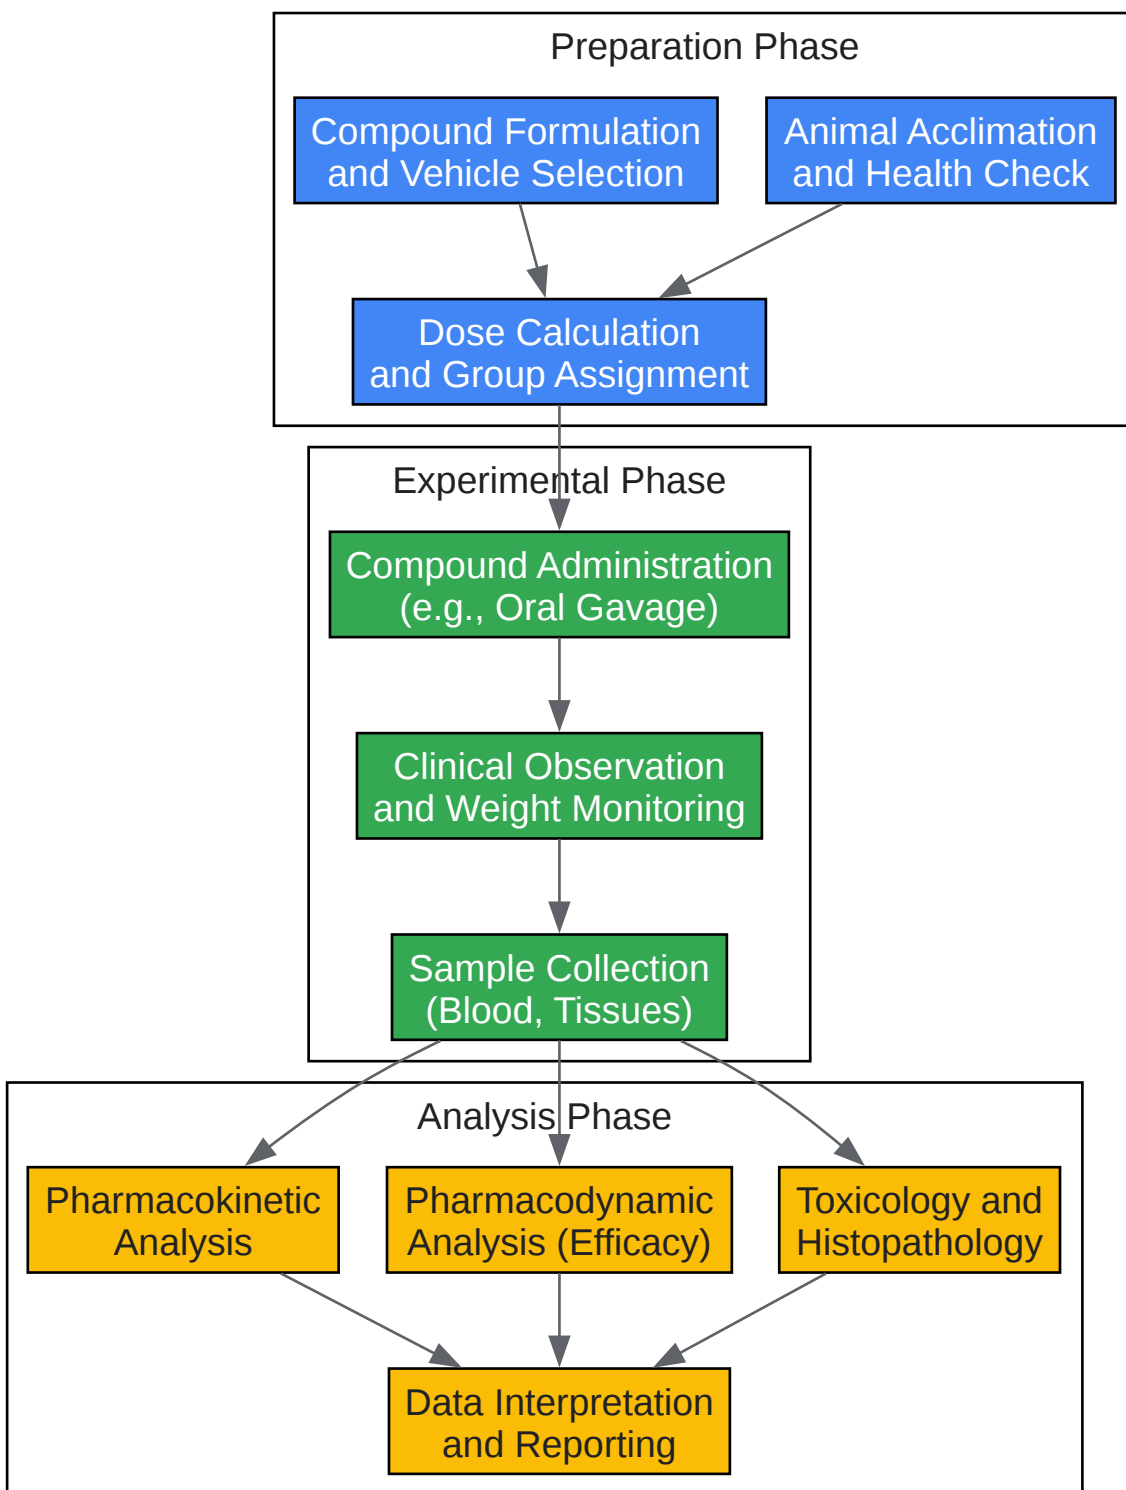 Preparation Phase
Compound Formulation
and Vehicle Selection
Animal Acclimation
and Health Check
Dose Calculation
and Group Assignment
Experimental Phase
Compound Administration
(e.g., Oral Gavage)
Clinical Observation
and Weight Monitoring
Sample Collection
(Blood, Tissues)
Analysis Phase
Pharmacokinetic
Analysis
Pharmacodynamic
Analysis (Efficacy)
Toxicology and
Histopathology
Data Interpretation
and Reporting